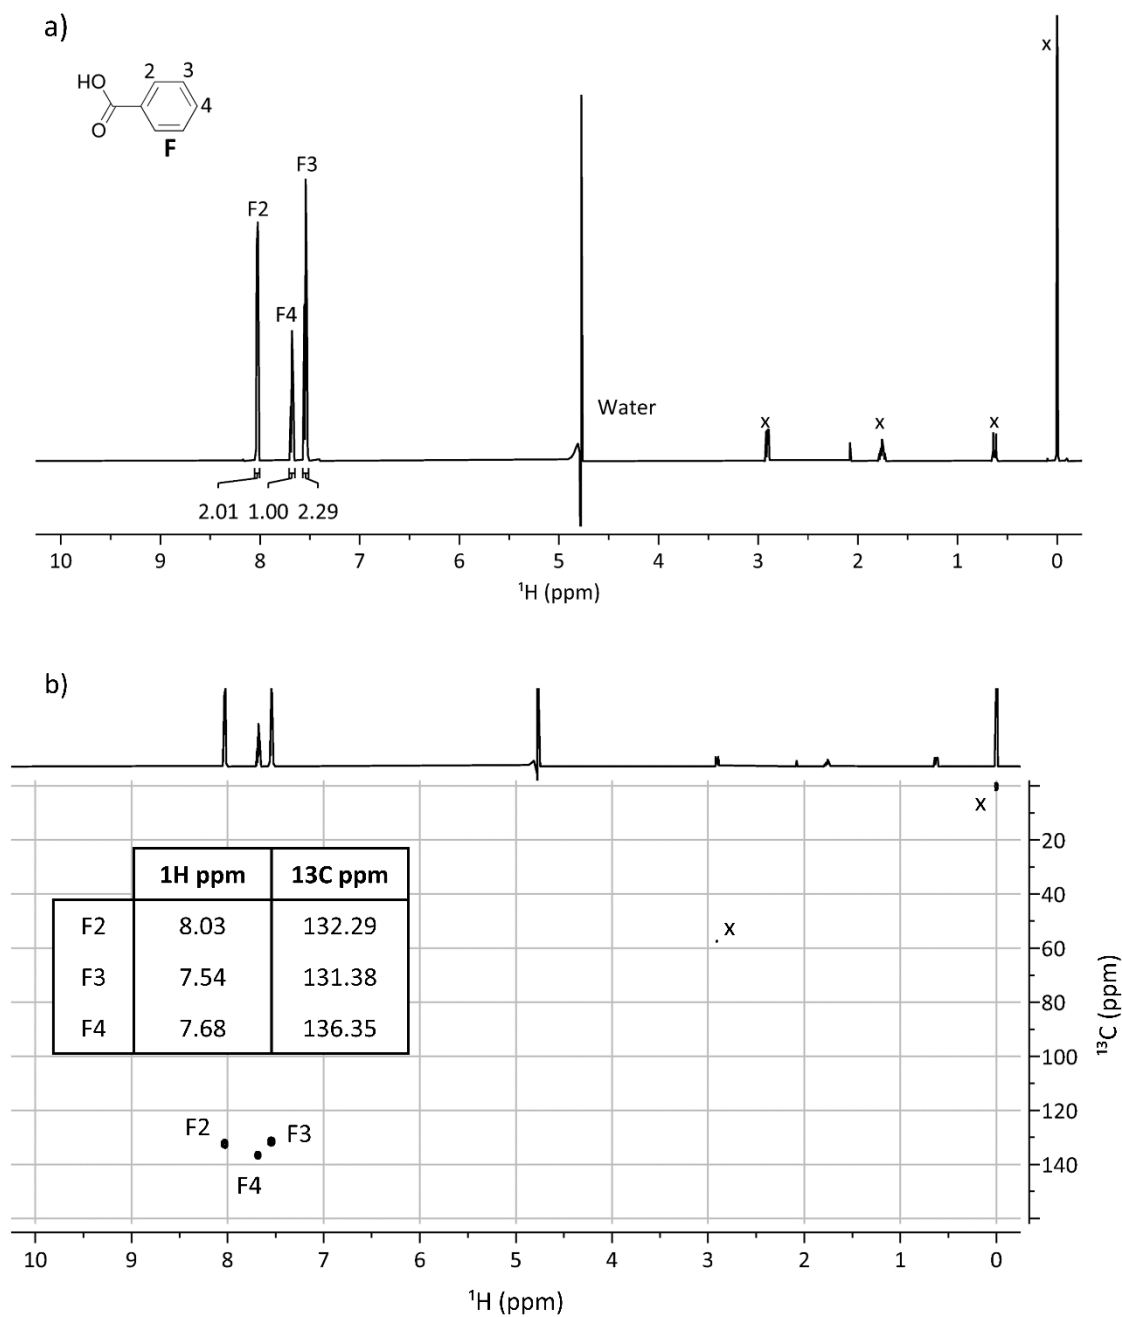 a)
x
HO
2 3
4
O
F
F3
F2
F4
Water
x x x
2.01 1.00 2.29
10 9 8 7 6 5 4 3 2 1 0
¹H (ppm)
b)
x
20
1H ppm 13C ppm
40
F2 8.03 132.29
x
60
F3 7.54 131.38
80
F4 7.68 136.35
100
¹³C (ppm)
120
F2 F3
140
F4
10 9 8 7 6 5 4 3 2 1 0
¹H (ppm)